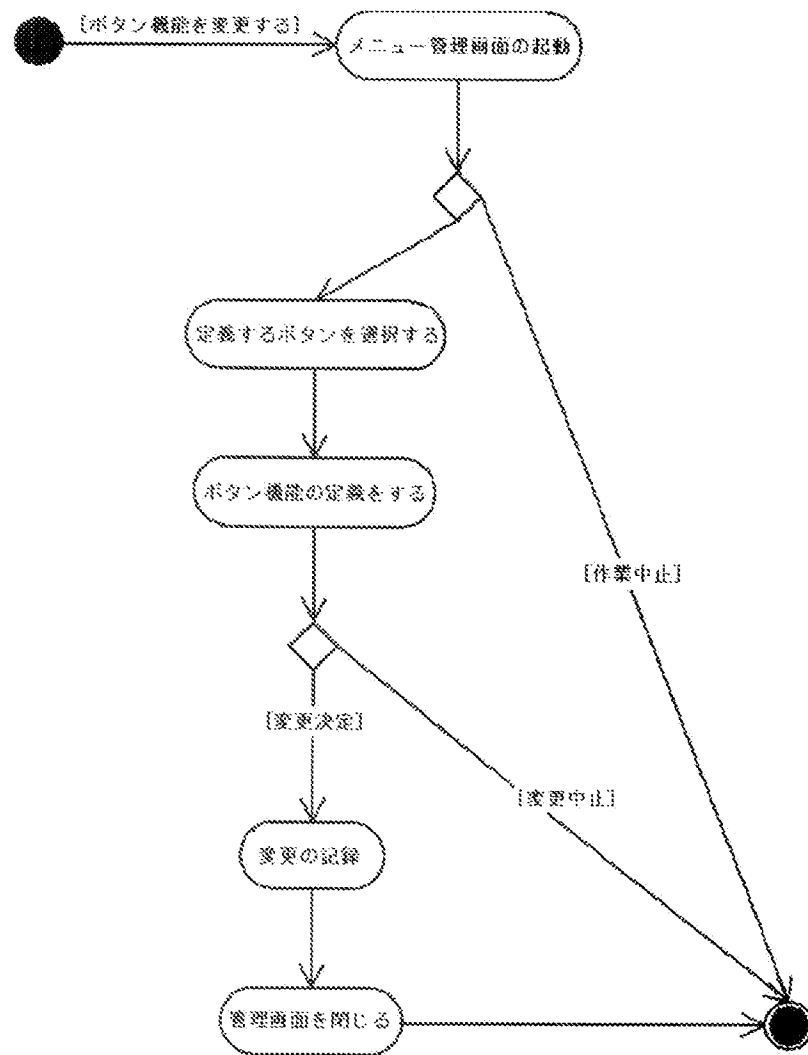 [ボタン機能を変更する]
メニュー管理画面の起動
定義するボタンを選択する
ボタン機能の定義をする
[作業中止]
[変更決定]
[変更中止]
変更の記録
管理画面を閉じる